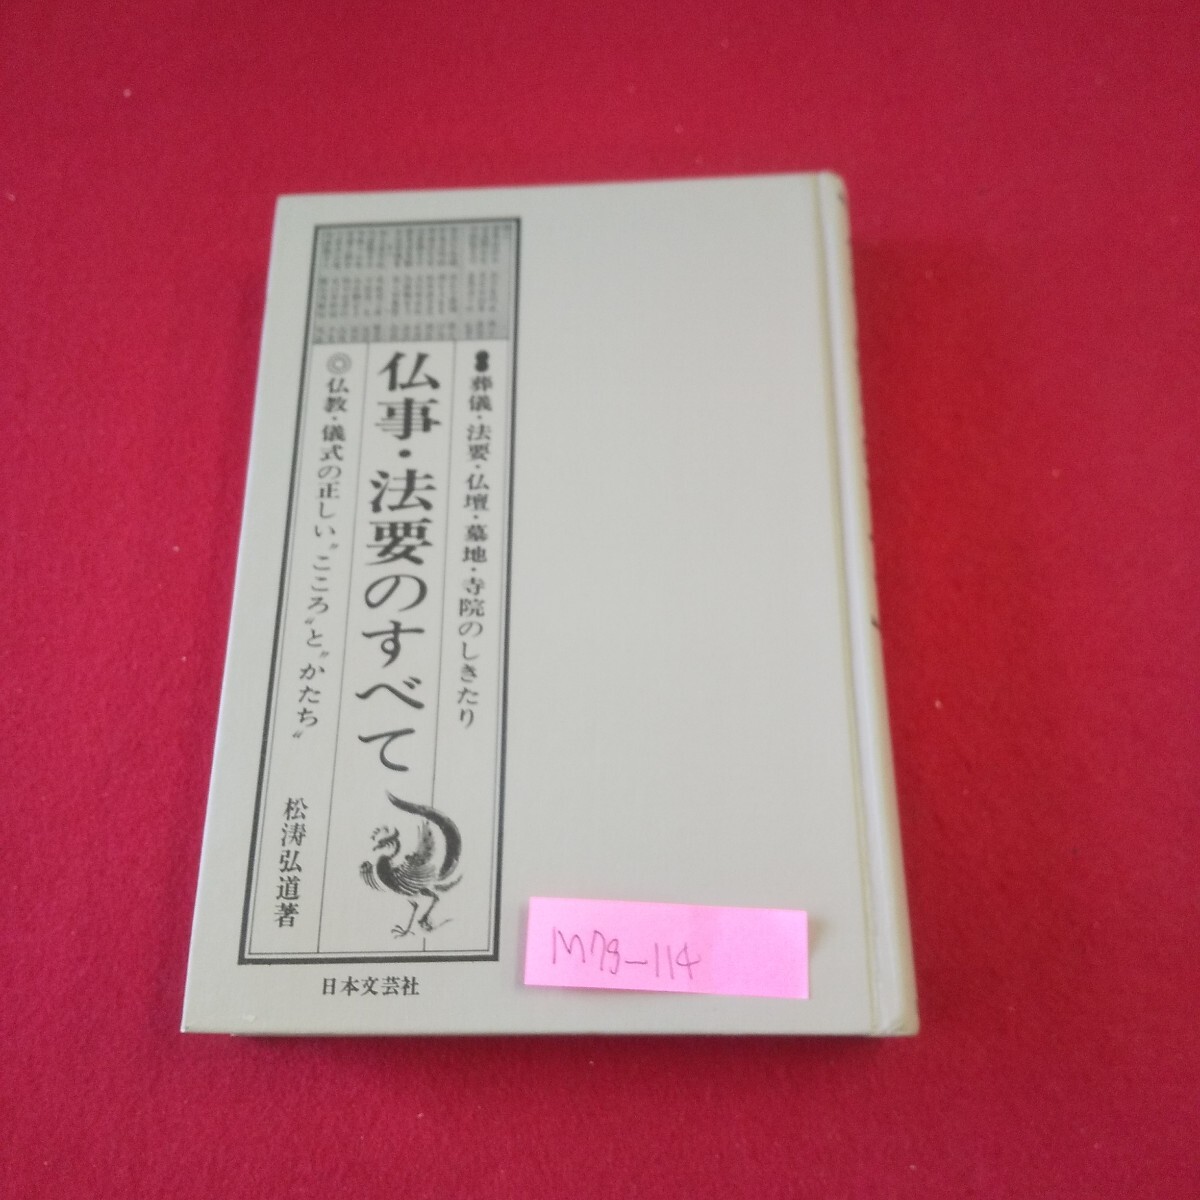 葬儀・法要・仏壇・墓地・寺院のしきたり
仏事・法要のすべて
◎仏教・儀式の正しい〝こころ〟と〝かたち〟
松涛弘道著
日本文芸社
M79-114